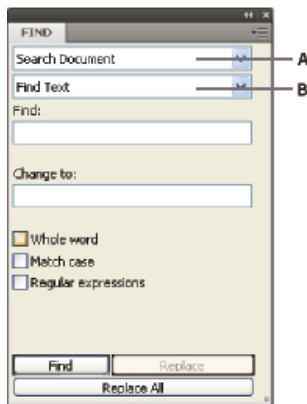 FIND
Search Document
A
Find Text
B
Find:
Change to:
Whole word
Match case
Regular expressions
Find Replace
Replace All